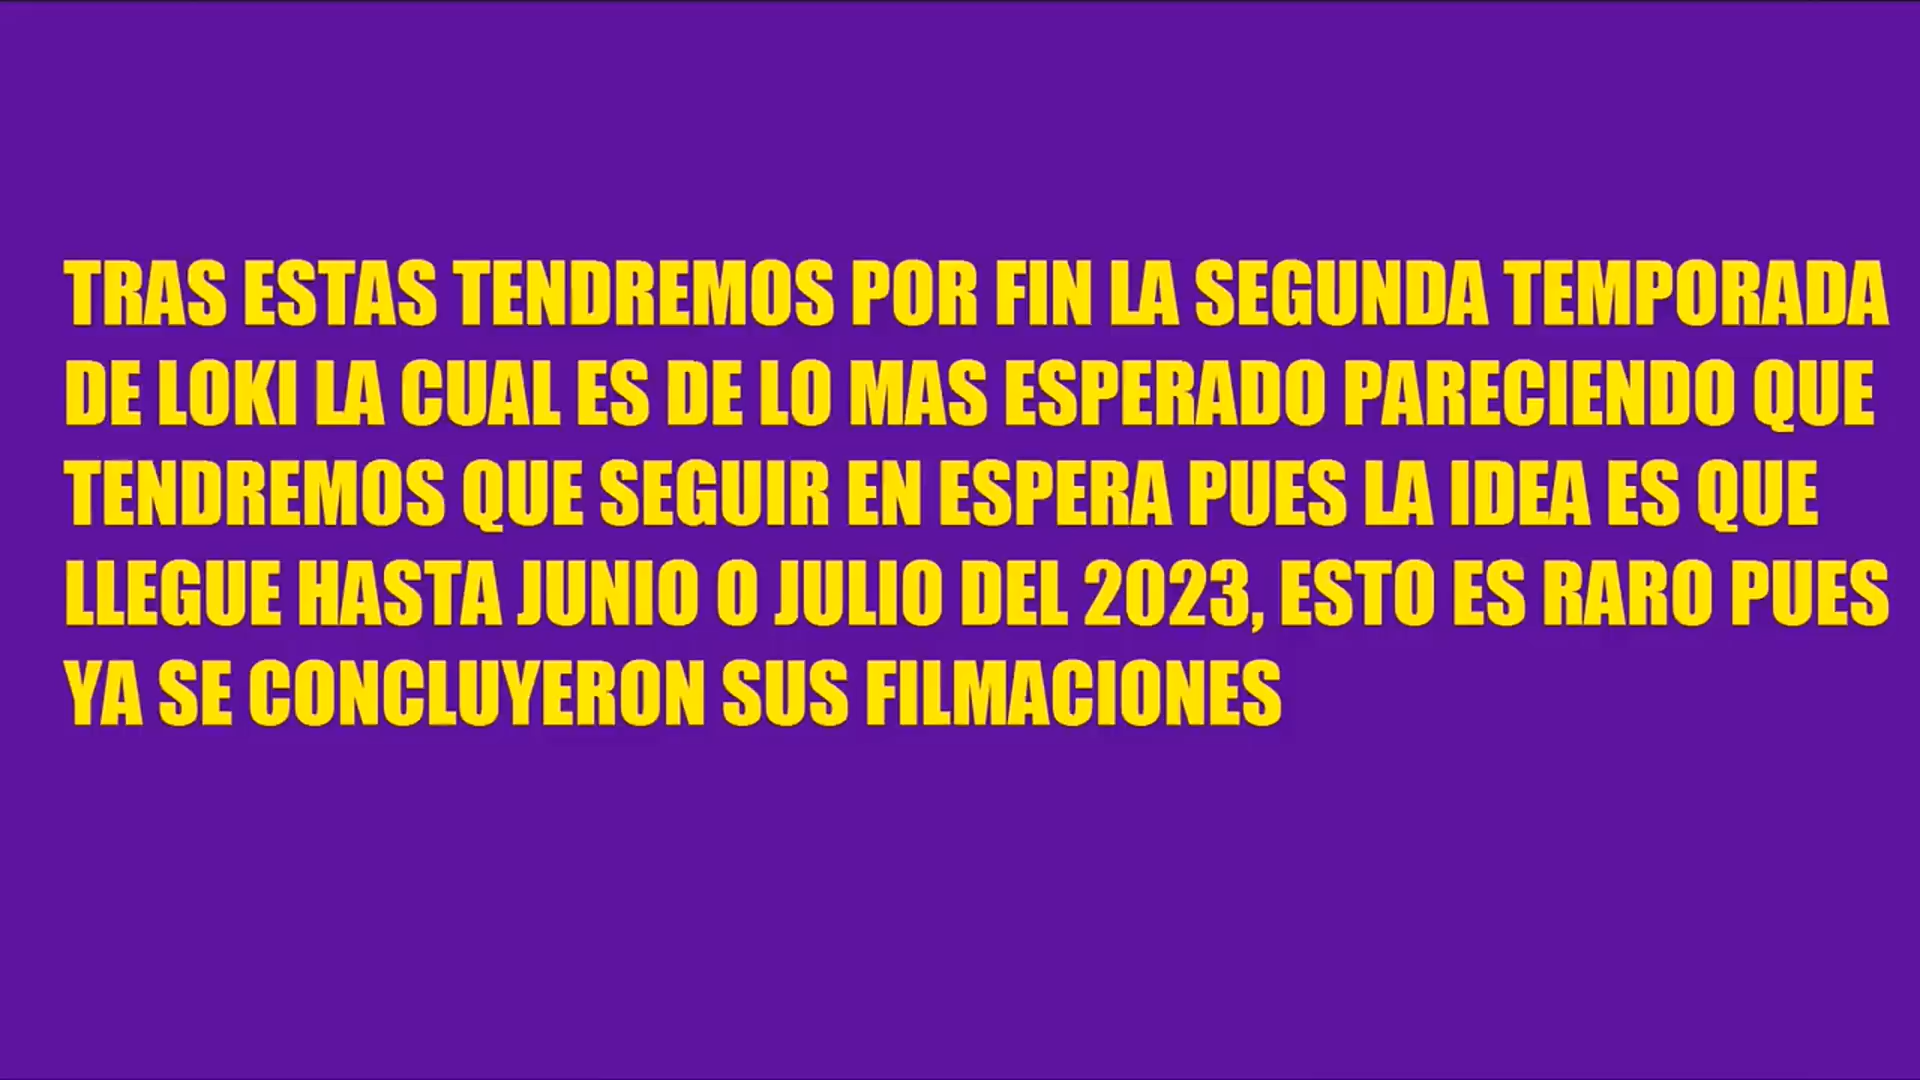 TRAS ESTAS TENDREMOS POR FIN LA SEGUNDA TEMPORADA
DE LOKI LA CUAL ES DE LO MAS ESPERADO PARECIENDO QUE
TENDREMOS QUE SEGUIR EN ESPERA PUES LA IDEA ES QUE
LLEGUE HASTA JUNIO O JULIO DEL 2023, ESTO ES RARO PUES
YA SE CONCLUYERON SUS FILMACIONES